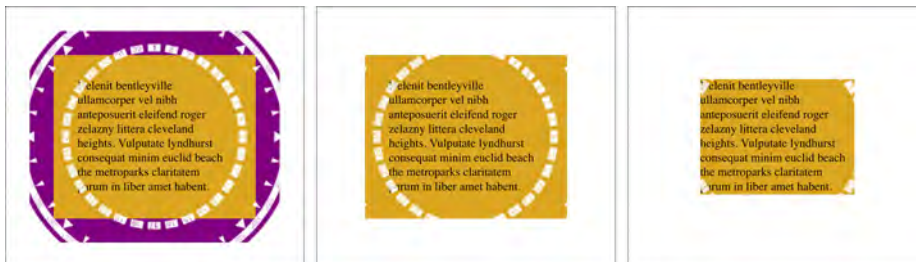 elenit bentleyville
ullamcorper vel nibh
anteposuerit eleifend roger
zelazny littera cleveland
heights. Vulputate lyndhurst
consequat minim euclid beach
the metroparks claritatem
in liber amet habent.
elenit bentleyville
ullamcorper vel nibh
anteposuerit eleifend roger
zelazny littera cleveland
heights. Vulputate lyndhurst
consequat minim euclid beach
the metroparks claritatem
in liber amet habent.
elenit bentleyville
ullamcorper vel nibh
anteposuerit eleifend roger
zelazny littera cleveland
heights. Vulputate lyndhurst
consequat minim euclid beach
the metroparks claritatem
in liber amet habent.